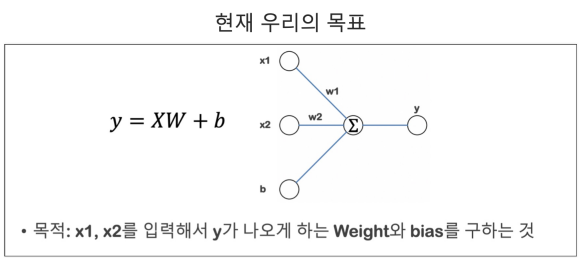 현재 우리의 목표
x1
w1
y = XW + b
x2
w2
Σ
y
b
• 목적: x1, x2를 입력해서 y가 나오게 하는 Weight와 bias를 구하는 것